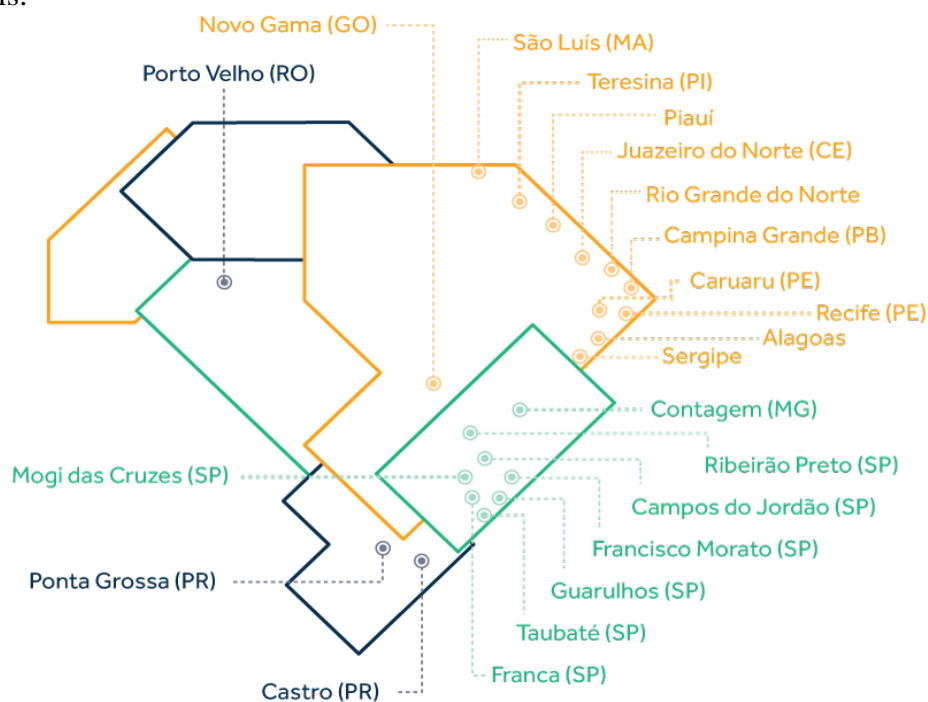 Novo Gama (GO)
São Luís (MA)
Porto Velho (RO)
Teresina (PI)
Piauí
Juazeiro do Norte (CE)
Rio Grande do Norte
Campina Grande (PB)
Caruaru (PE)
Recife (PE)
Alagoas
Sergipe
Contagem (MG)
Ribeirão Preto (SP)
Mogi das Cruzes (SP)
Campos do Jordão (SP)
Francisco Morato (SP)
Ponta Grossa (PR)
Guarulhos (SP)
Taubaté (SP)
Franca (SP)
Castro (PR)